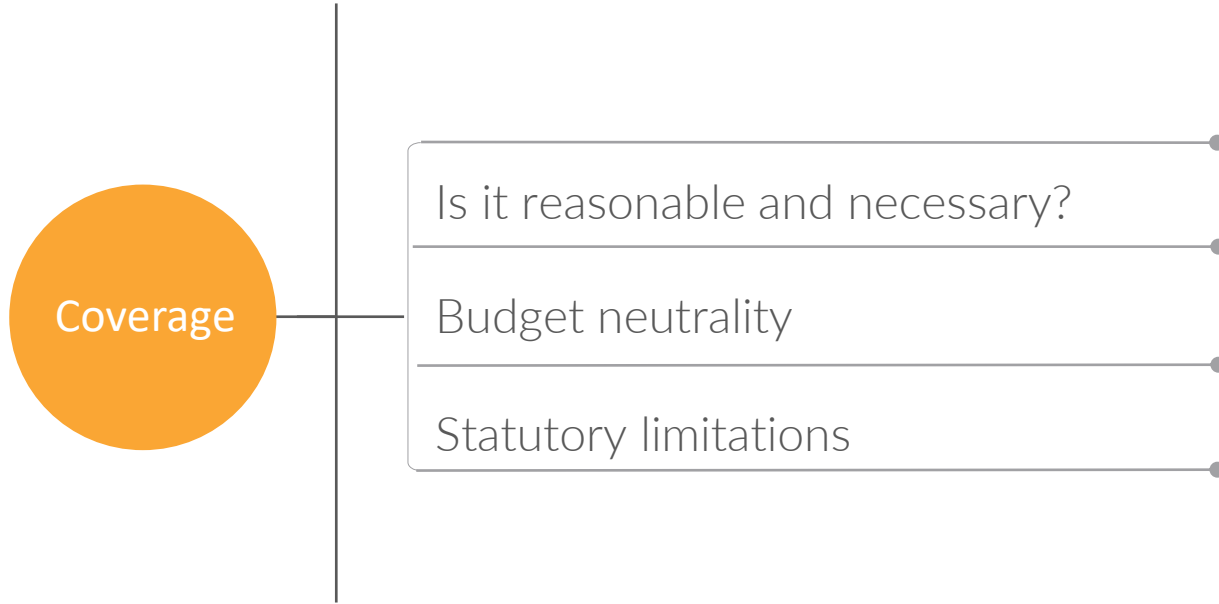 Coverage
Is it reasonable and necessary?
Budget neutrality
Statutory limitations